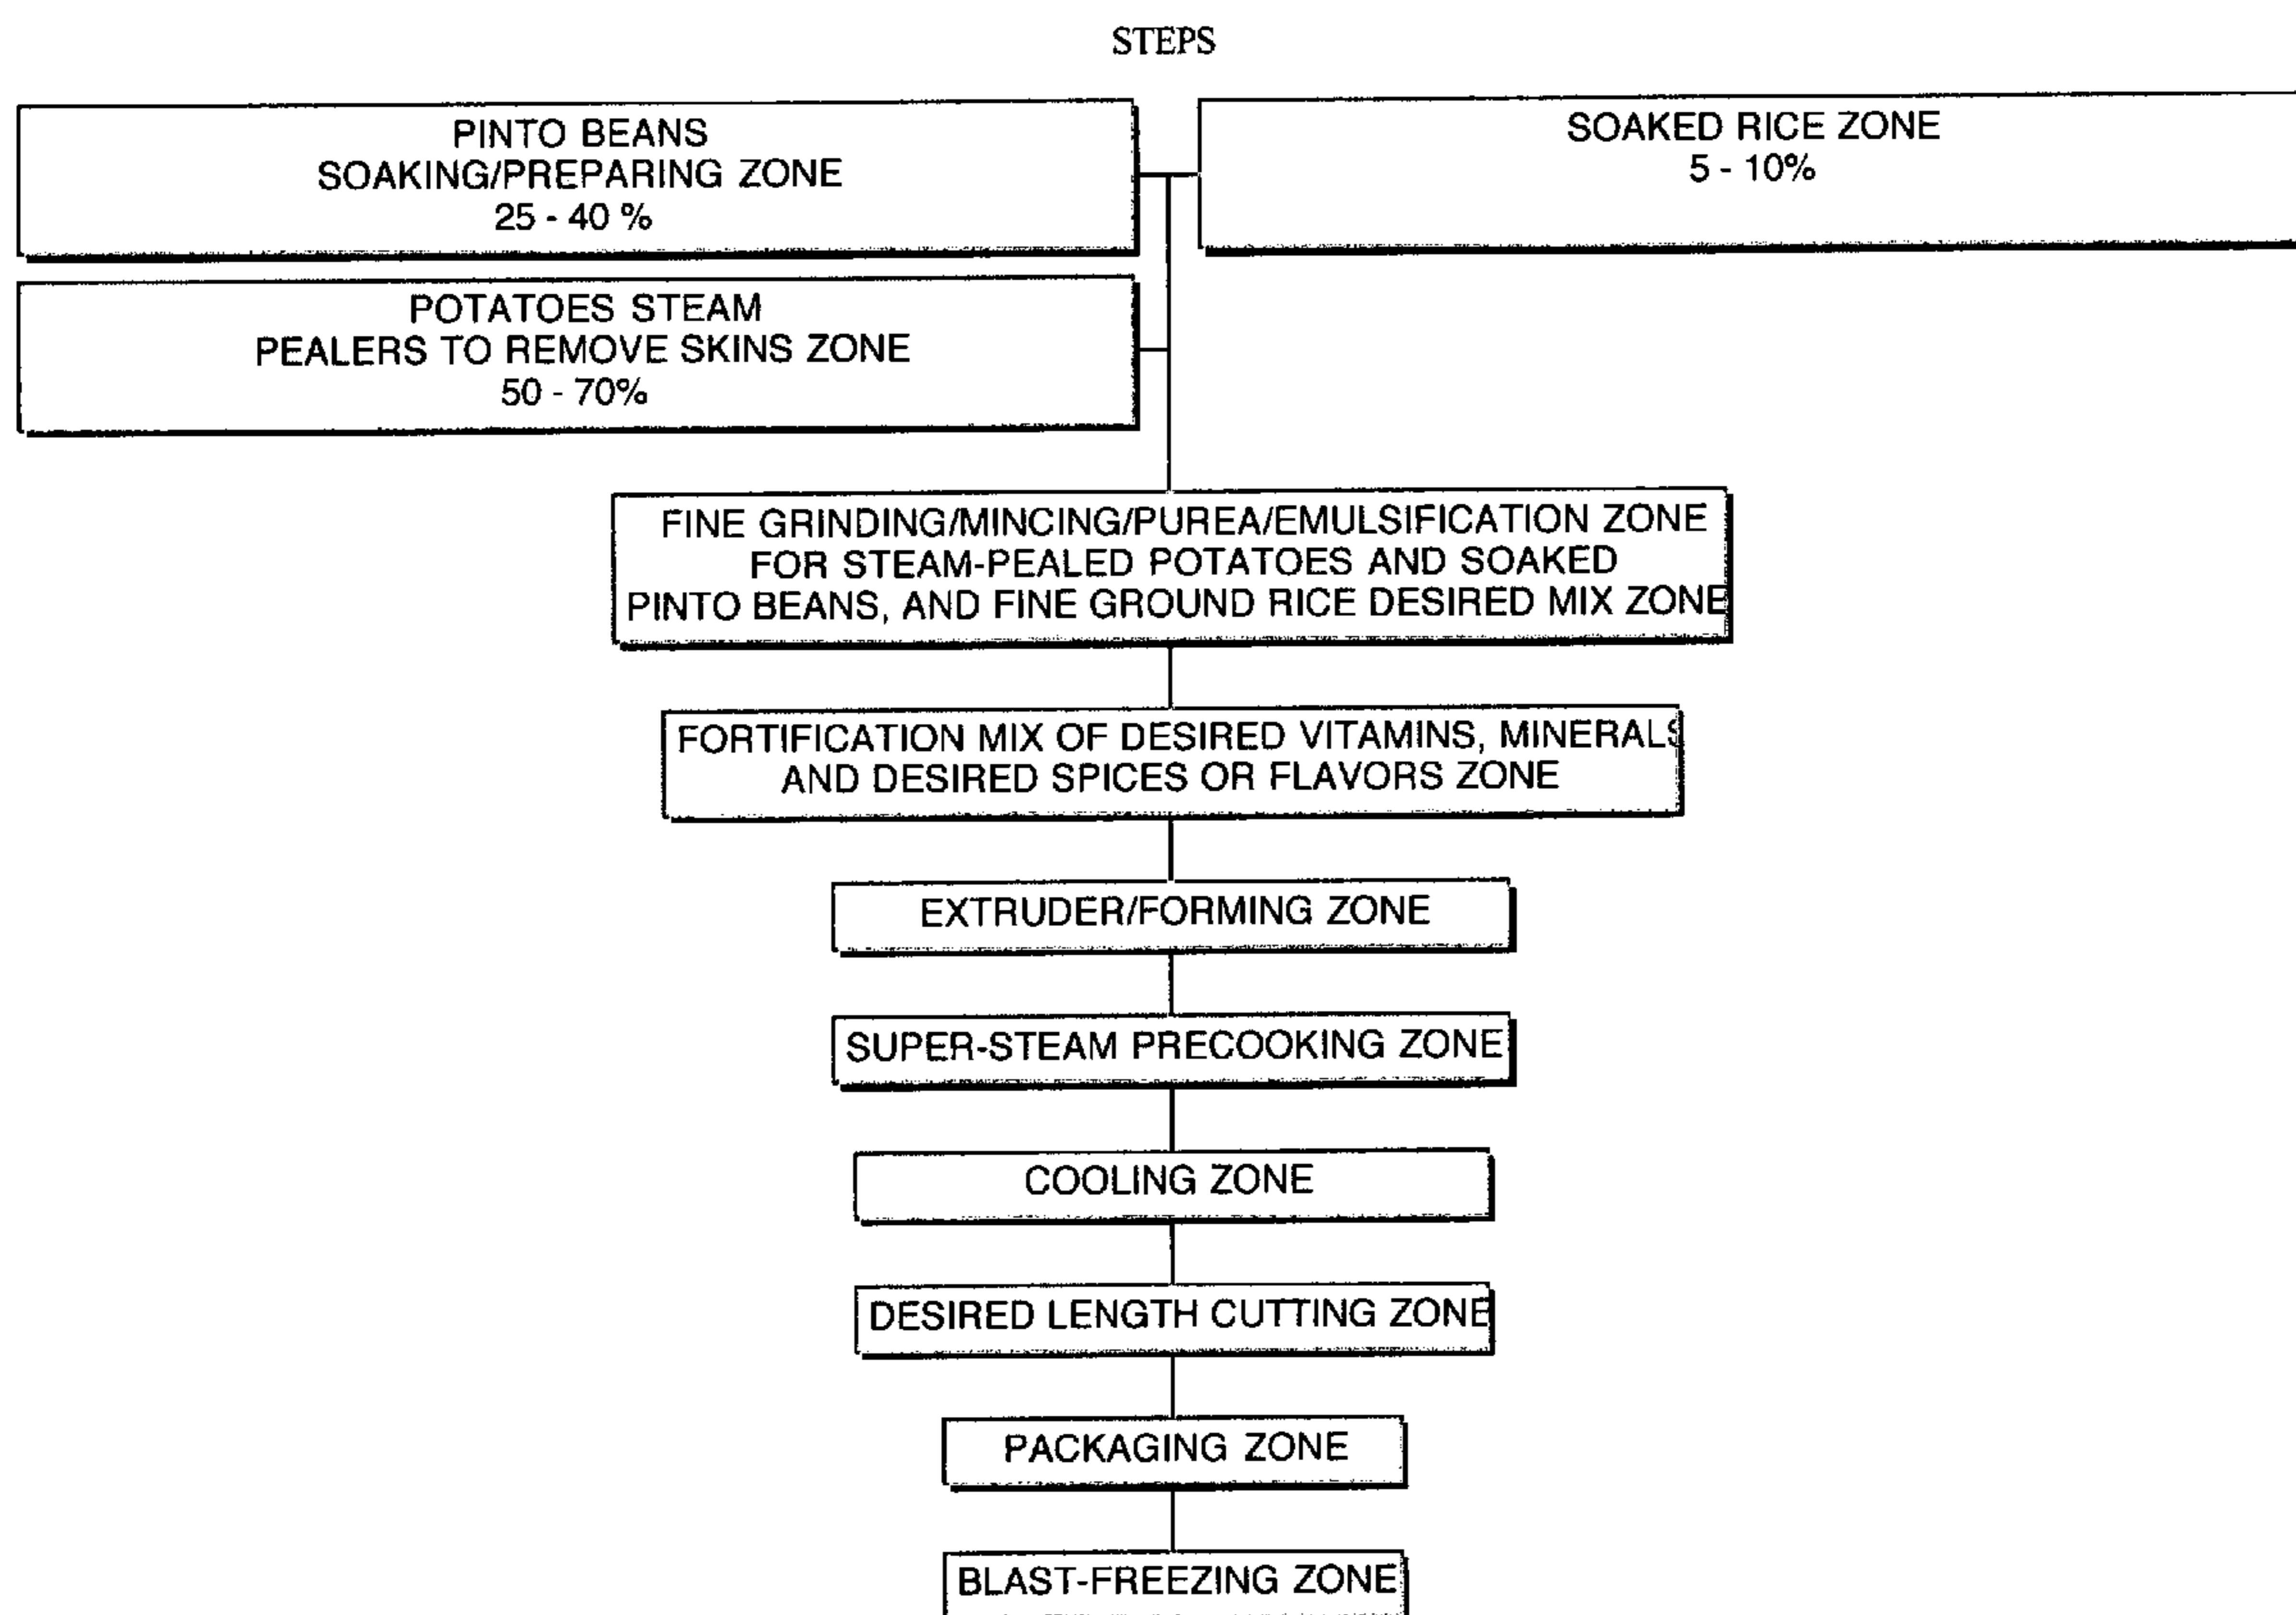 STEPS
PINTO BEANS
SOAKING/PREPARING ZONE
25 - 40 %
SOAKED RICE ZONE
5 - 10%
POTATOES STEAM
PEALERS TO REMOVE SKINS ZONE
50 - 70%
FINE GRINDING/MINCING/PUREA/EMULSIFICATION ZONE
FOR STEAM-PEALED POTATOES AND SOAKED
PINTO BEANS, AND FINE GROUND RICE DESIRED MIX ZONE
FORTIFICATION MIX OF DESIRED VITAMINS, MINERALS
AND DESIRED SPICES OR FLAVORS ZONE
EXTRUDER/FORMING ZONE
SUPER-STEAM PRECOOKING ZONE
COOLING ZONE
DESIRED LENGTH CUTTING ZONE
PACKAGING ZONE
BLAST-FREEZING ZONE